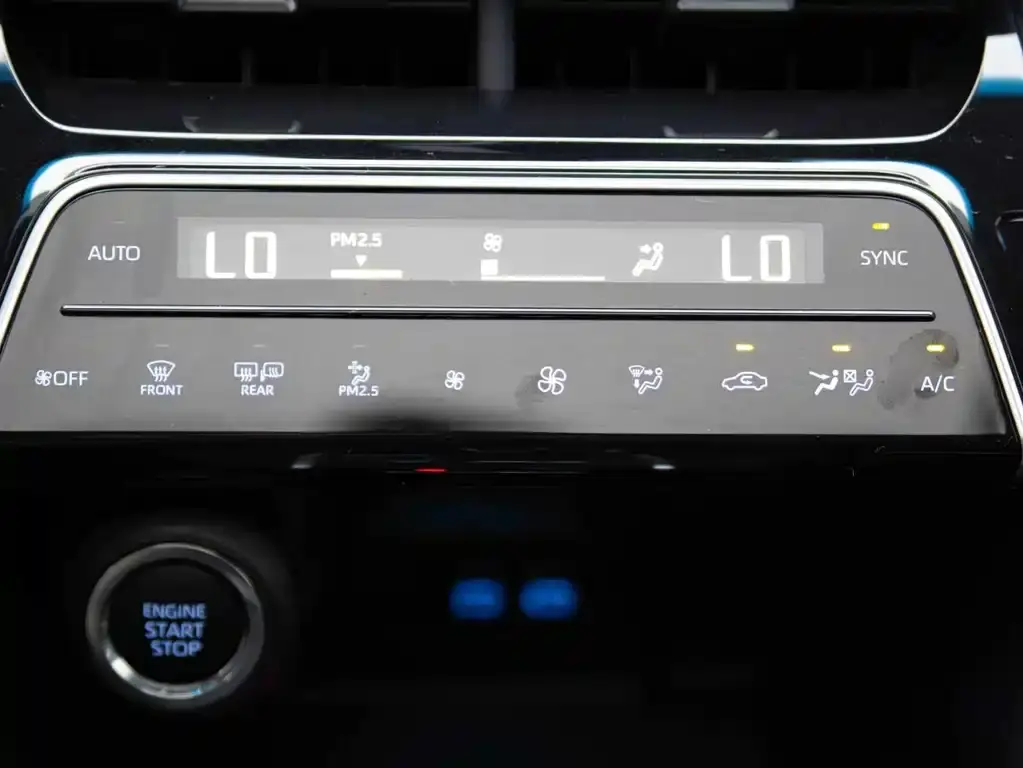 AUTO
LO
PM2.5
LO
SYNC
OFF
FRONT
REAR
PM2.5
A/C
ENGINE
START
STOP